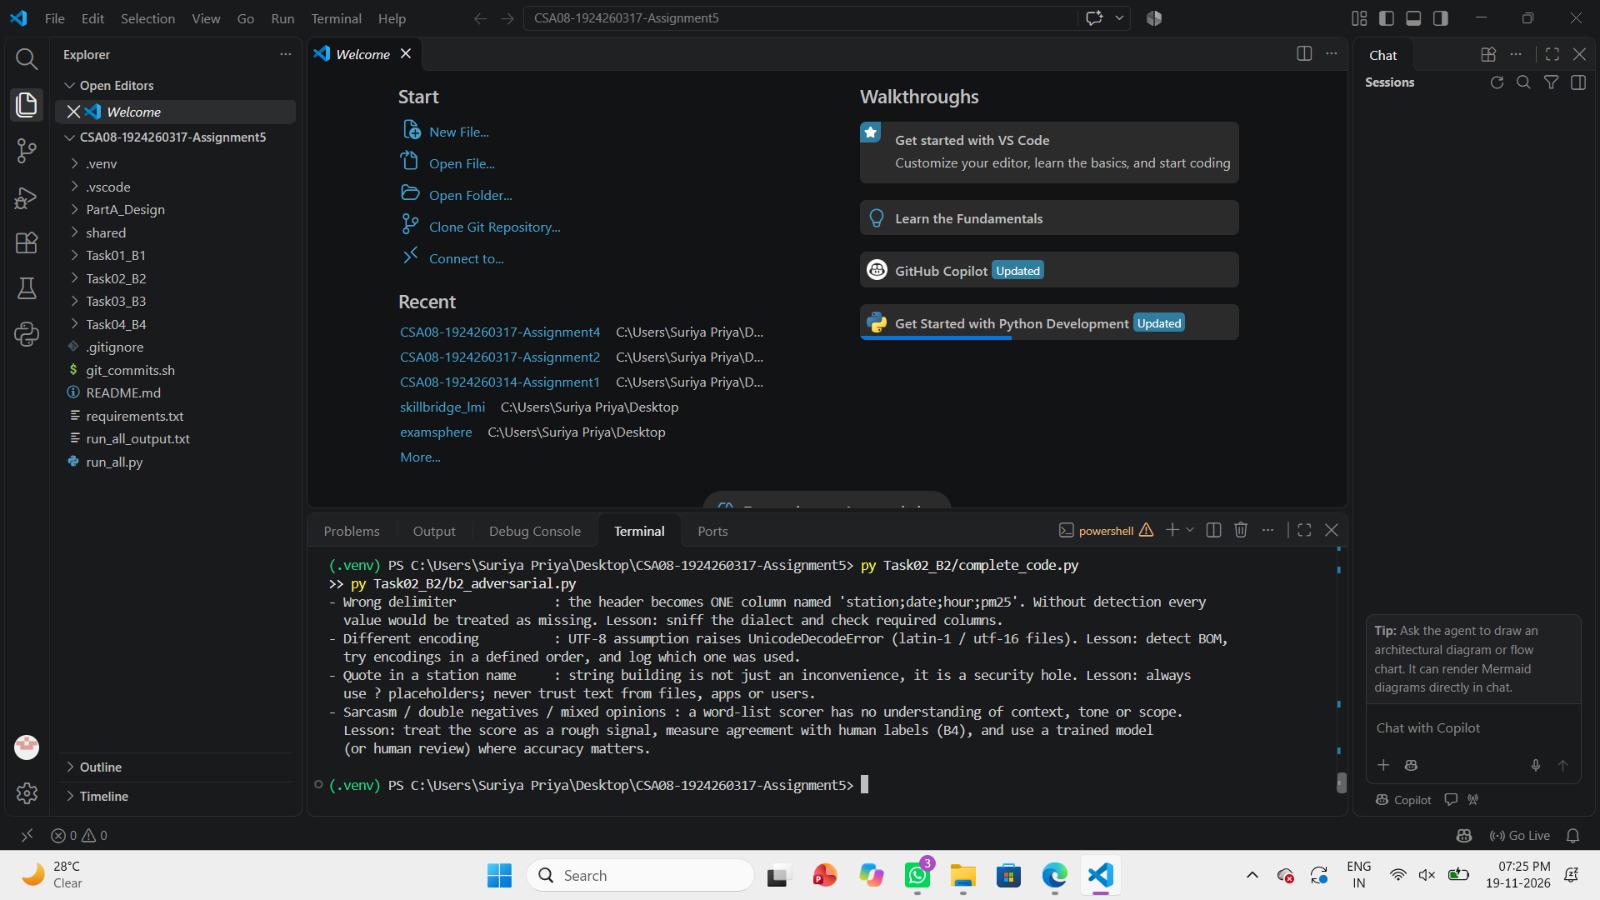 File Edit Selection View Go Run Terminal Help
CSA08-1924260317-Assignment5
Explorer
Open Editors
Welcome
CSA08-1924260317-Assignment5
.venv
.vscode
PartA_Design
shared
Task01_B1
Task02_B2
Task03_B3
Task04_B4
.gitignore
git_commits.sh
README.md
requirements.txt
run_all_output.txt
run_all.py
Outline
Timeline
Welcome
Start
New File...
Open File...
Open Folder...
Clone Git Repository...
Connect to...
Recent
CSA08-1924260317-Assignment4 C:\Users\Suriya Priya\D...
CSA08-1924260317-Assignment2 C:\Users\Suriya Priya\D...
CSA08-1924260314-Assignment1 C:\Users\Suriya Priya\D...
skillbridge_lmi C:\Users\Suriya Priya\Desktop
examsphere C:\Users\Suriya Priya\Desktop
More...
Walkthroughs
Get started with VS Code
Customize your editor, learn the basics, and start coding
Learn the Fundamentals
GitHub Copilot Updated
Get Started with Python Development Updated
Problems Output Debug Console Terminal Ports
powershell
(.venv) PS C:\Users\Suriya Priya\Desktop\CSA08-1924260317-Assignment5> py Task02_B2/complete_code.py
>> py Task02_B2/b2_adversarial.py
- Wrong delimiter : the header becomes ONE column named 'station;date;hour;pm25'. Without detection every
value would be treated as missing. Lesson: sniff the dialect and check required columns.
- Different encoding : UTF-8 assumption raises UnicodeDecodeError (latin-1 / utf-16 files). Lesson: detect BOM,
try encodings in a defined order, and log which one was used.
- Quote in a station name : string building is not just an inconvenience, it is a security hole. Lesson: always
use ? placeholders; never trust text from files, apps or users.
- Sarcasm / double negatives / mixed opinions : a word-list scorer has no understanding of context, tone or scope.
Lesson: treat the score as a rough signal, measure agreement with human labels (B4), and use a trained model
(or human review) where accuracy matters.
(.venv) PS C:\Users\Suriya Priya\Desktop\CSA08-1924260317-Assignment5>
Chat
Sessions
Tip: Ask the agent to draw an
architectural diagram or flow
chart. It can render Mermaid
diagrams directly in chat.
Chat with Copilot
Copilot
0 0
Go Live
28°C
Clear
Search
3
ENG
IN
07:25 PM
19-11-2026